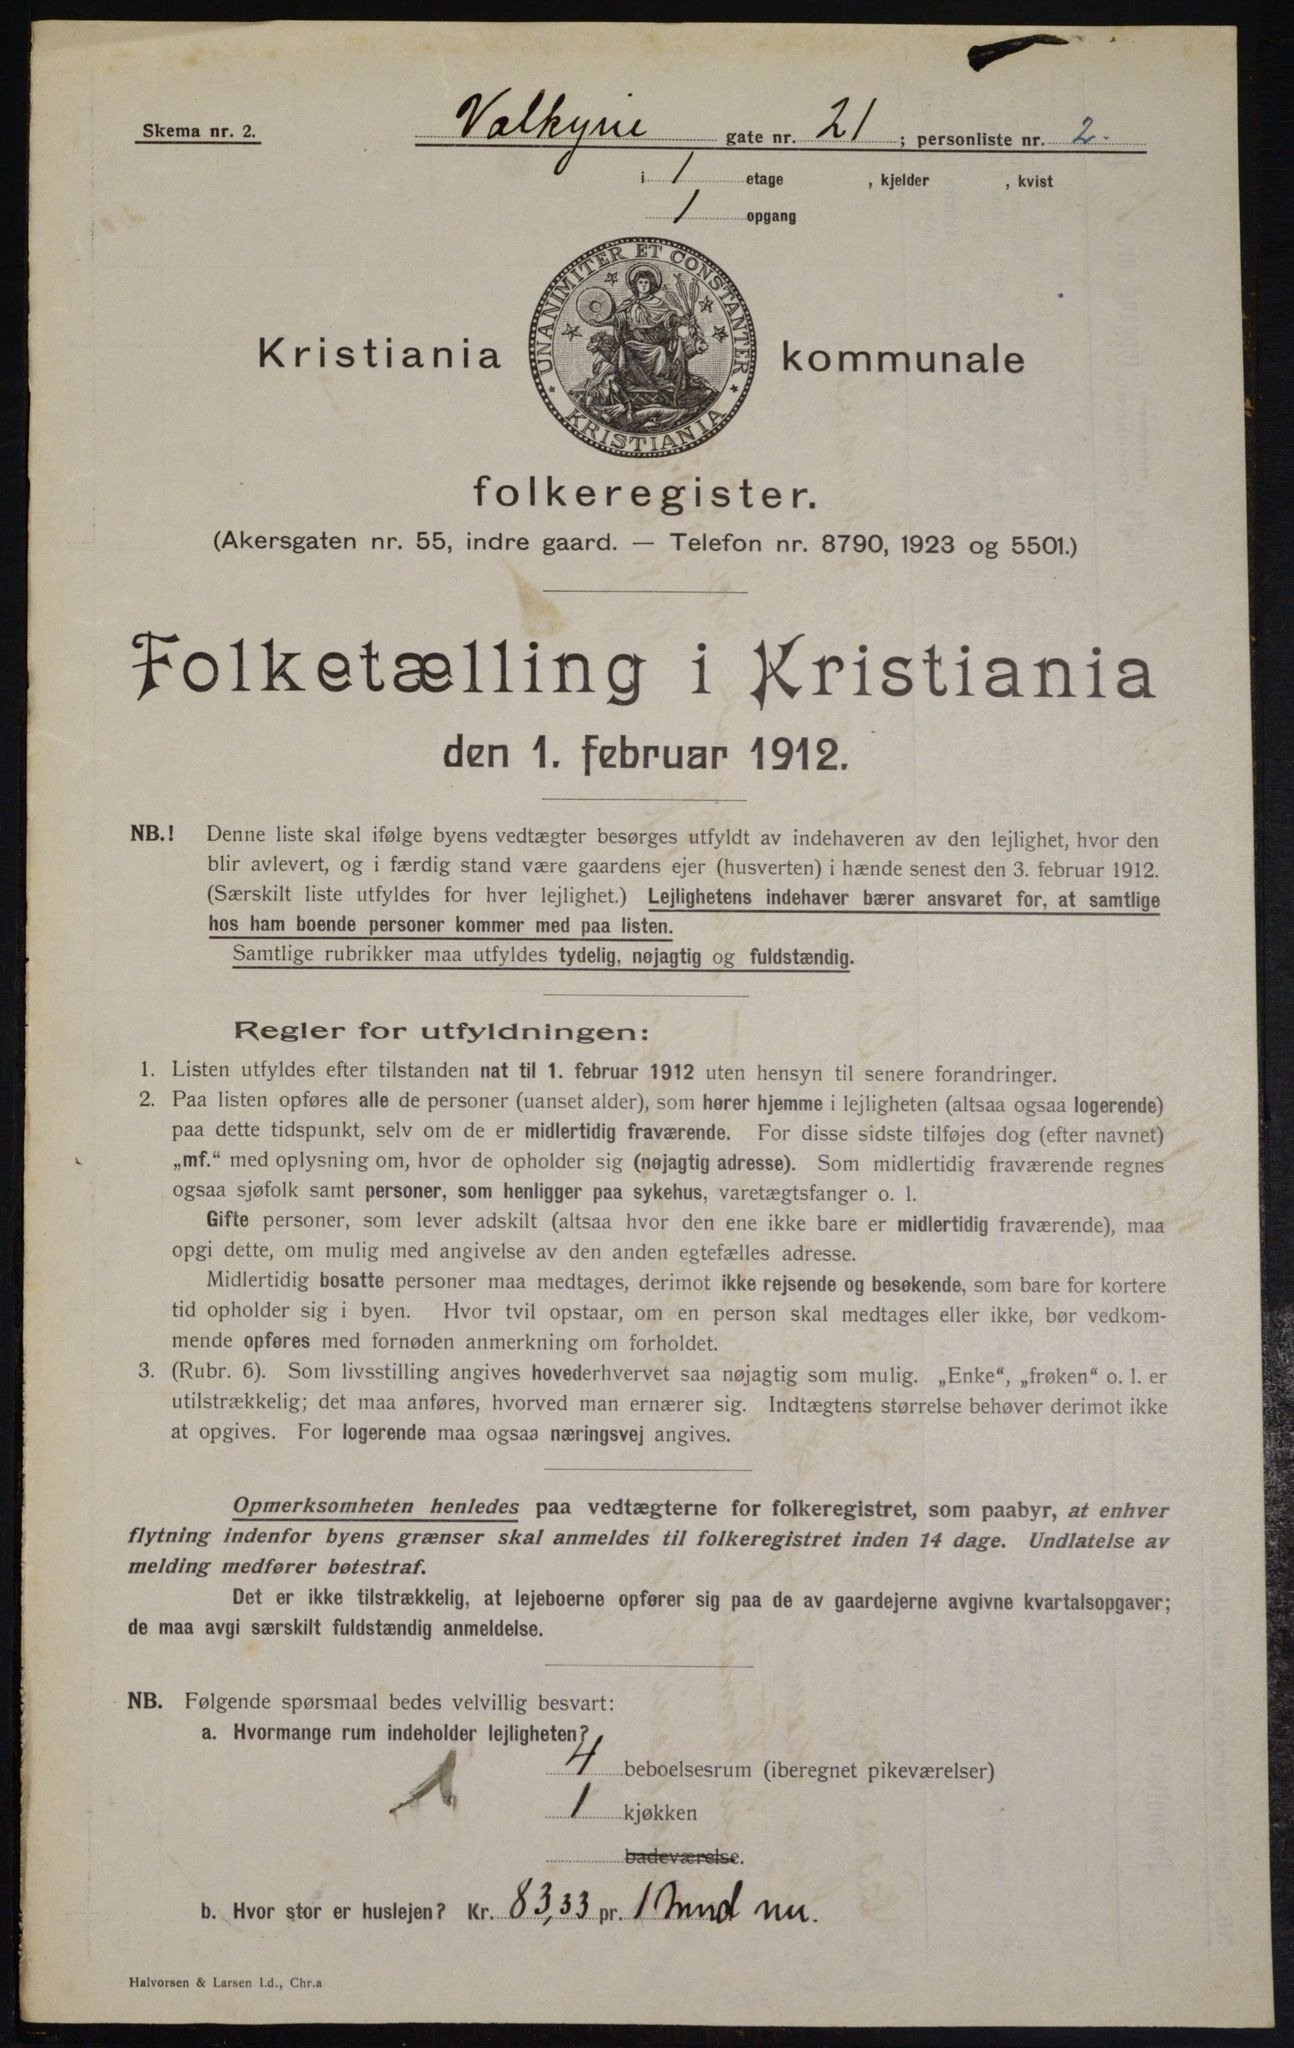 Skema nr. 2.
Valkyrie gate nr. 21 ; personliste nr. 2.
i 1 etage , kjelder , kvist
1 opgang
UNANIMITER ET CONSTANTER
KRISTIANIA
Kristiania kommunale
folkeregister.
(Akersgaten nr. 55, indre gaard. — Telefon nr. 8790, 1923 og 5501.)
Folketælling i Kristiania
den 1. februar 1912.
NB.! Denne liste skal ifølge byens vedtægter besørges utfyldt av indehaveren av den lejlighet, hvor den
blir avlevert, og i færdig stand være gaardens ejer (husverten) i hænde senest den 3. februar 1912.
(Særskilt liste utfyldes for hver lejlighet.) Lejlighetens indehaver bærer ansvaret for, at samtlige
hos ham boende personer kommer med paa listen.
Samtlige rubrikker maa utfyldes tydelig, nøjagtig og fuldstændig.
Regler for utfyldningen:
1. Listen utfyldes efter tilstanden nat til 1. februar 1912 uten hensyn til senere forandringer.
2. Paa listen opføres alle de personer (uanset alder), som hører hjemme i lejligheten (altsaa ogsaa logerende)
paa dette tidspunkt, selv om de er midlertidig fraværende. For disse sidste tilføjes dog (efter navnet)
„mf.“ med oplysning om, hvor de opholder sig (nøjagtig adresse). Som midlertidig fraværende regnes
ogsaa sjøfolk samt personer, som henligger paa sykehus, varetægtsfanger o. l.
Gifte personer, som lever adskilt (altsaa hvor den ene ikke bare er midlertidig fraværende), maa
opgi dette, om mulig med angivelse av den anden egtefælles adresse.
Midlertidig bosatte personer maa medtages, derimot ikke rejsende og besøkende, som bare for kortere
tid opholder sig i byen. Hvor tvil opstaar, om en person skal medtages eller ikke, bør vedkom-
mende opføres med fornøden anmerkning om forholdet.
3. (Rubr. 6). Som livsstilling angives hovederhvervet saa nøjagtig som mulig. „Enke“, „frøken“ o. l. er
utilstrækkelig; det maa anføres, hvorved man ernærer sig. Indtægtens størrelse behøver derimot ikke
at opgives. For logerende maa ogsaa næringsvej angives.
Opmerksomheten henledes paa vedtægterne for folkeregistret, som paabyr, at enhver
flytning indenfor byens grænser skal anmeldes til folkeregistret inden 14 dage. Undlatelse av
melding medfører bøtestraf.
Det er ikke tilstrækkelig, at lejeboerne opfører sig paa de av gaardejerne avgivne kvartalsopgaver;
de maa avgi særskilt fuldstændig anmeldelse.
NB. Følgende spørsmaal bedes velvillig besvart:
a. Hvormange rum indeholder lejligheten?
4 beboelsesrum (iberegnet pikeværelser)
1
1 kjøkken
badeværelse.
b. Hvor stor er huslejen? Kr. 83,33 pr. 1
Halvorsen & Larsen Ld., Chr.a